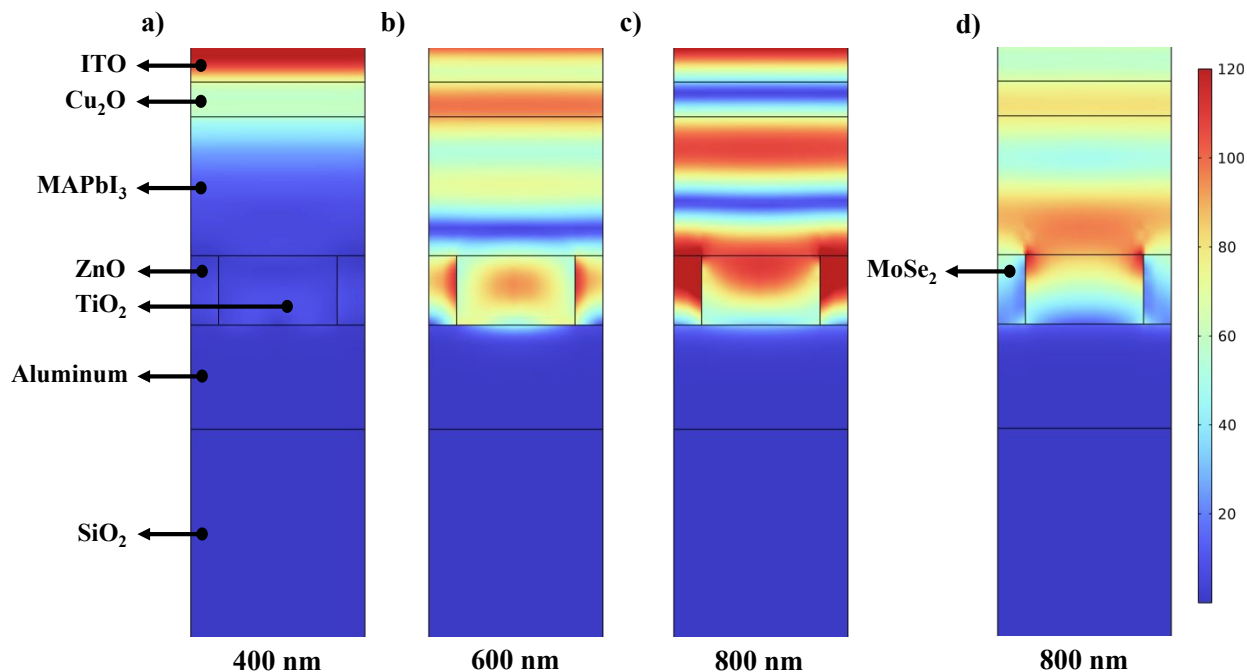 a)
b)
c)
d)
ITO
Cu₂O
MAPbI₃
ZnO
TiO₂
Aluminum
SiO₂
MoSe₂
120
100
80
60
40
20
400 nm
600 nm
800 nm
800 nm